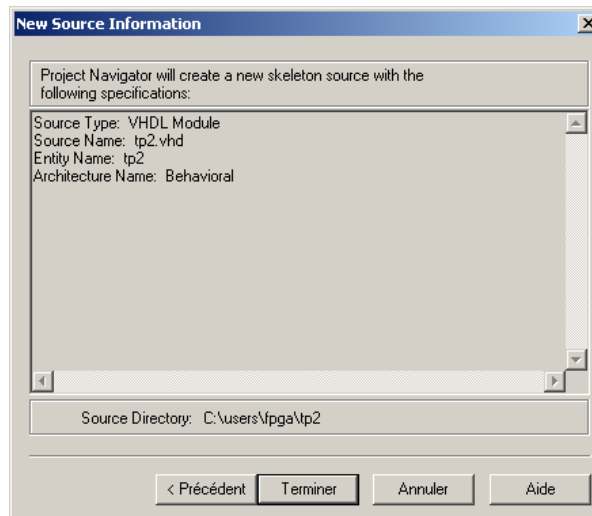 New Source Information
Project Navigator will create a new skeleton source with the
following specifications:
Source Type: VHDL Module
Source Name: tp2.vhd
Entity Name: tp2
Architecture Name: Behavioral
Source Directory: C:\users\fpga\tp2
< Précédent Terminer Annuler Aide